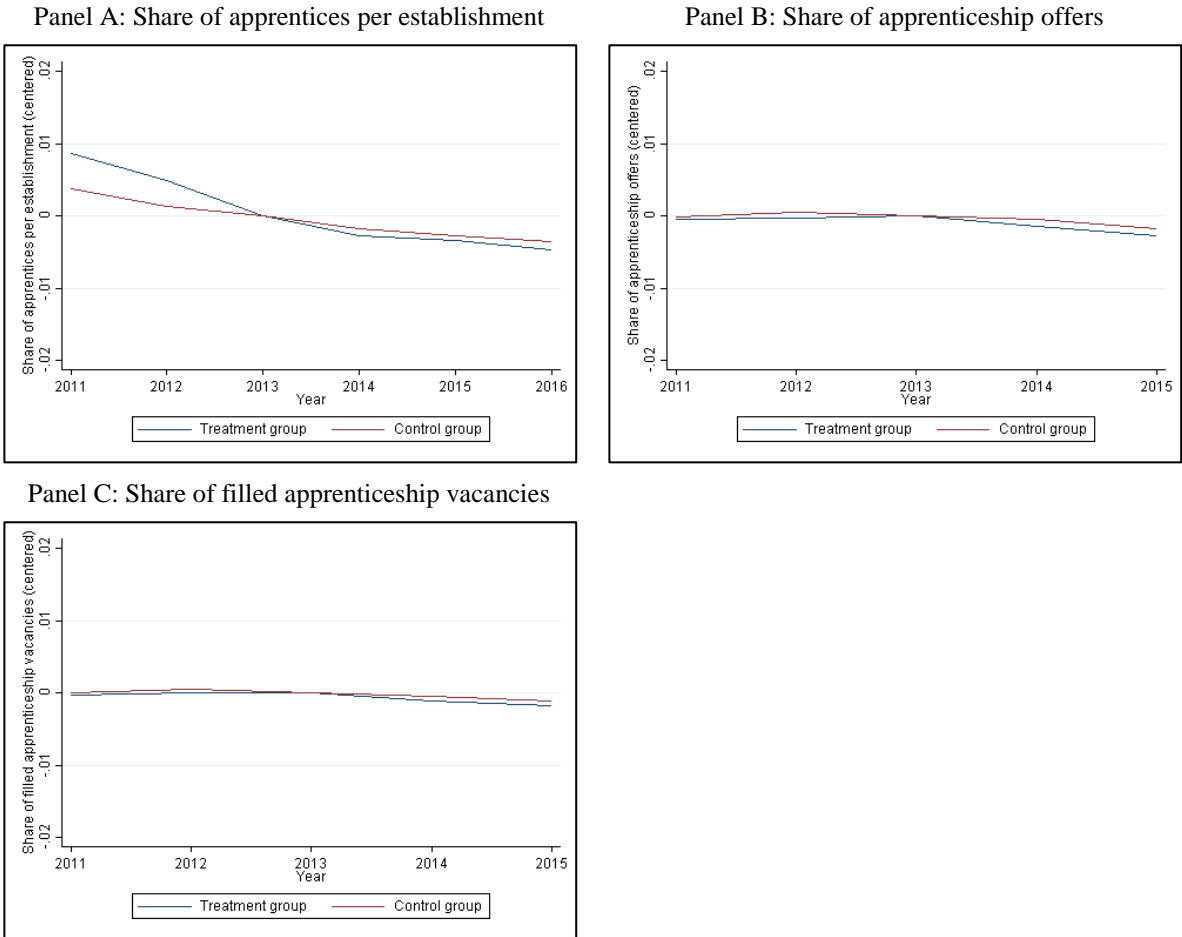 Panel A: Share of apprentices per establishment
Share of apprentices per establishment (centered)
.02
.01
0
-.01
-.02
2011 2012 2013 2014 2015 2016
Year
Treatment group Control group
Panel B: Share of apprenticeship offers
Share of apprenticeship offers (centered)
.02
.01
0
-.01
-.02
2011 2012 2013 2014 2015
Year
Treatment group Control group
Panel C: Share of filled apprenticeship vacancies
Share of filled apprenticeship vacancies (centered)
.02
.01
0
-.01
-.02
2011 2012 2013 2014 2015
Year
Treatment group Control group